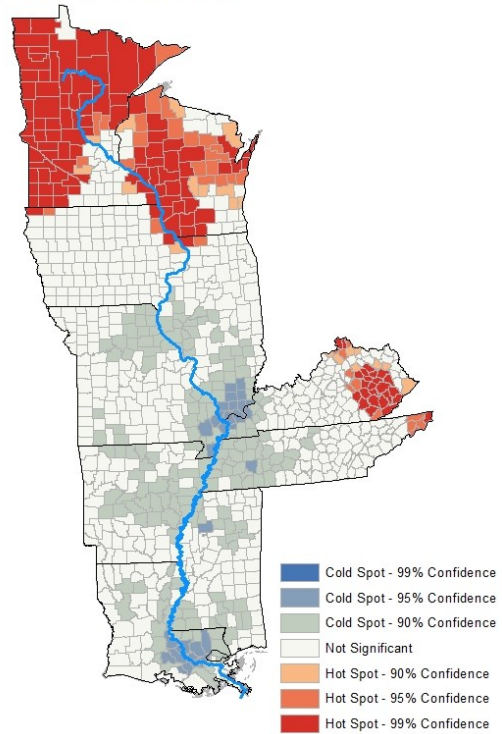 Cold Spot - 99% Confidence
Cold Spot - 95% Confidence
Cold Spot - 90% Confidence
Not Significant
Hot Spot - 90% Confidence
Hot Spot - 95% Confidence
Hot Spot - 99% Confidence